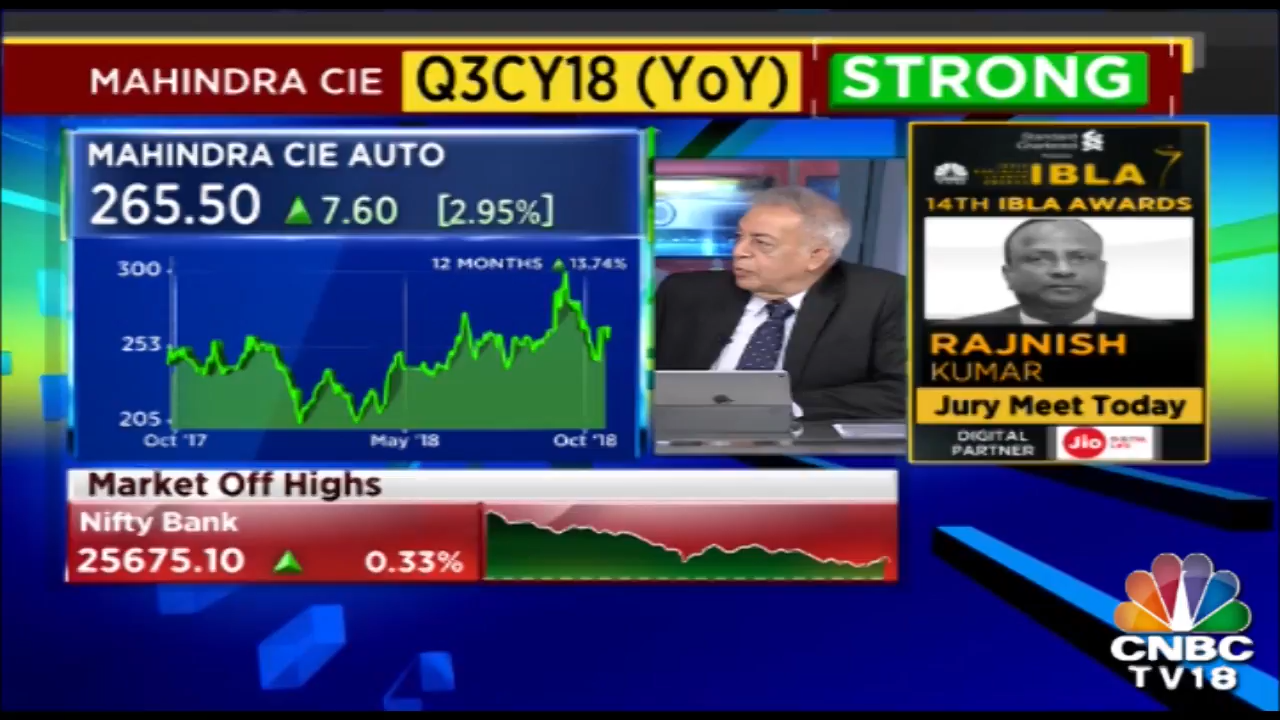 MAHINDRA CIE Q3CY18 (YoY) STRONG
MAHINDRA CIE AUTO
265.50 ▲ 7.60 [2.95%]
12 MONTHS ▲ 13.74%
300
253
205
Oct '17 May '18 Oct '18
Standard
Chartered
IBLA
14TH IBLA AWARDS
RAJNISH
KUMAR
Jury Meet Today
DIGITAL
PARTNER
Jio
Market Off Highs
Nifty Bank
25675.10 ▲ 0.33%
CNBC
TV18